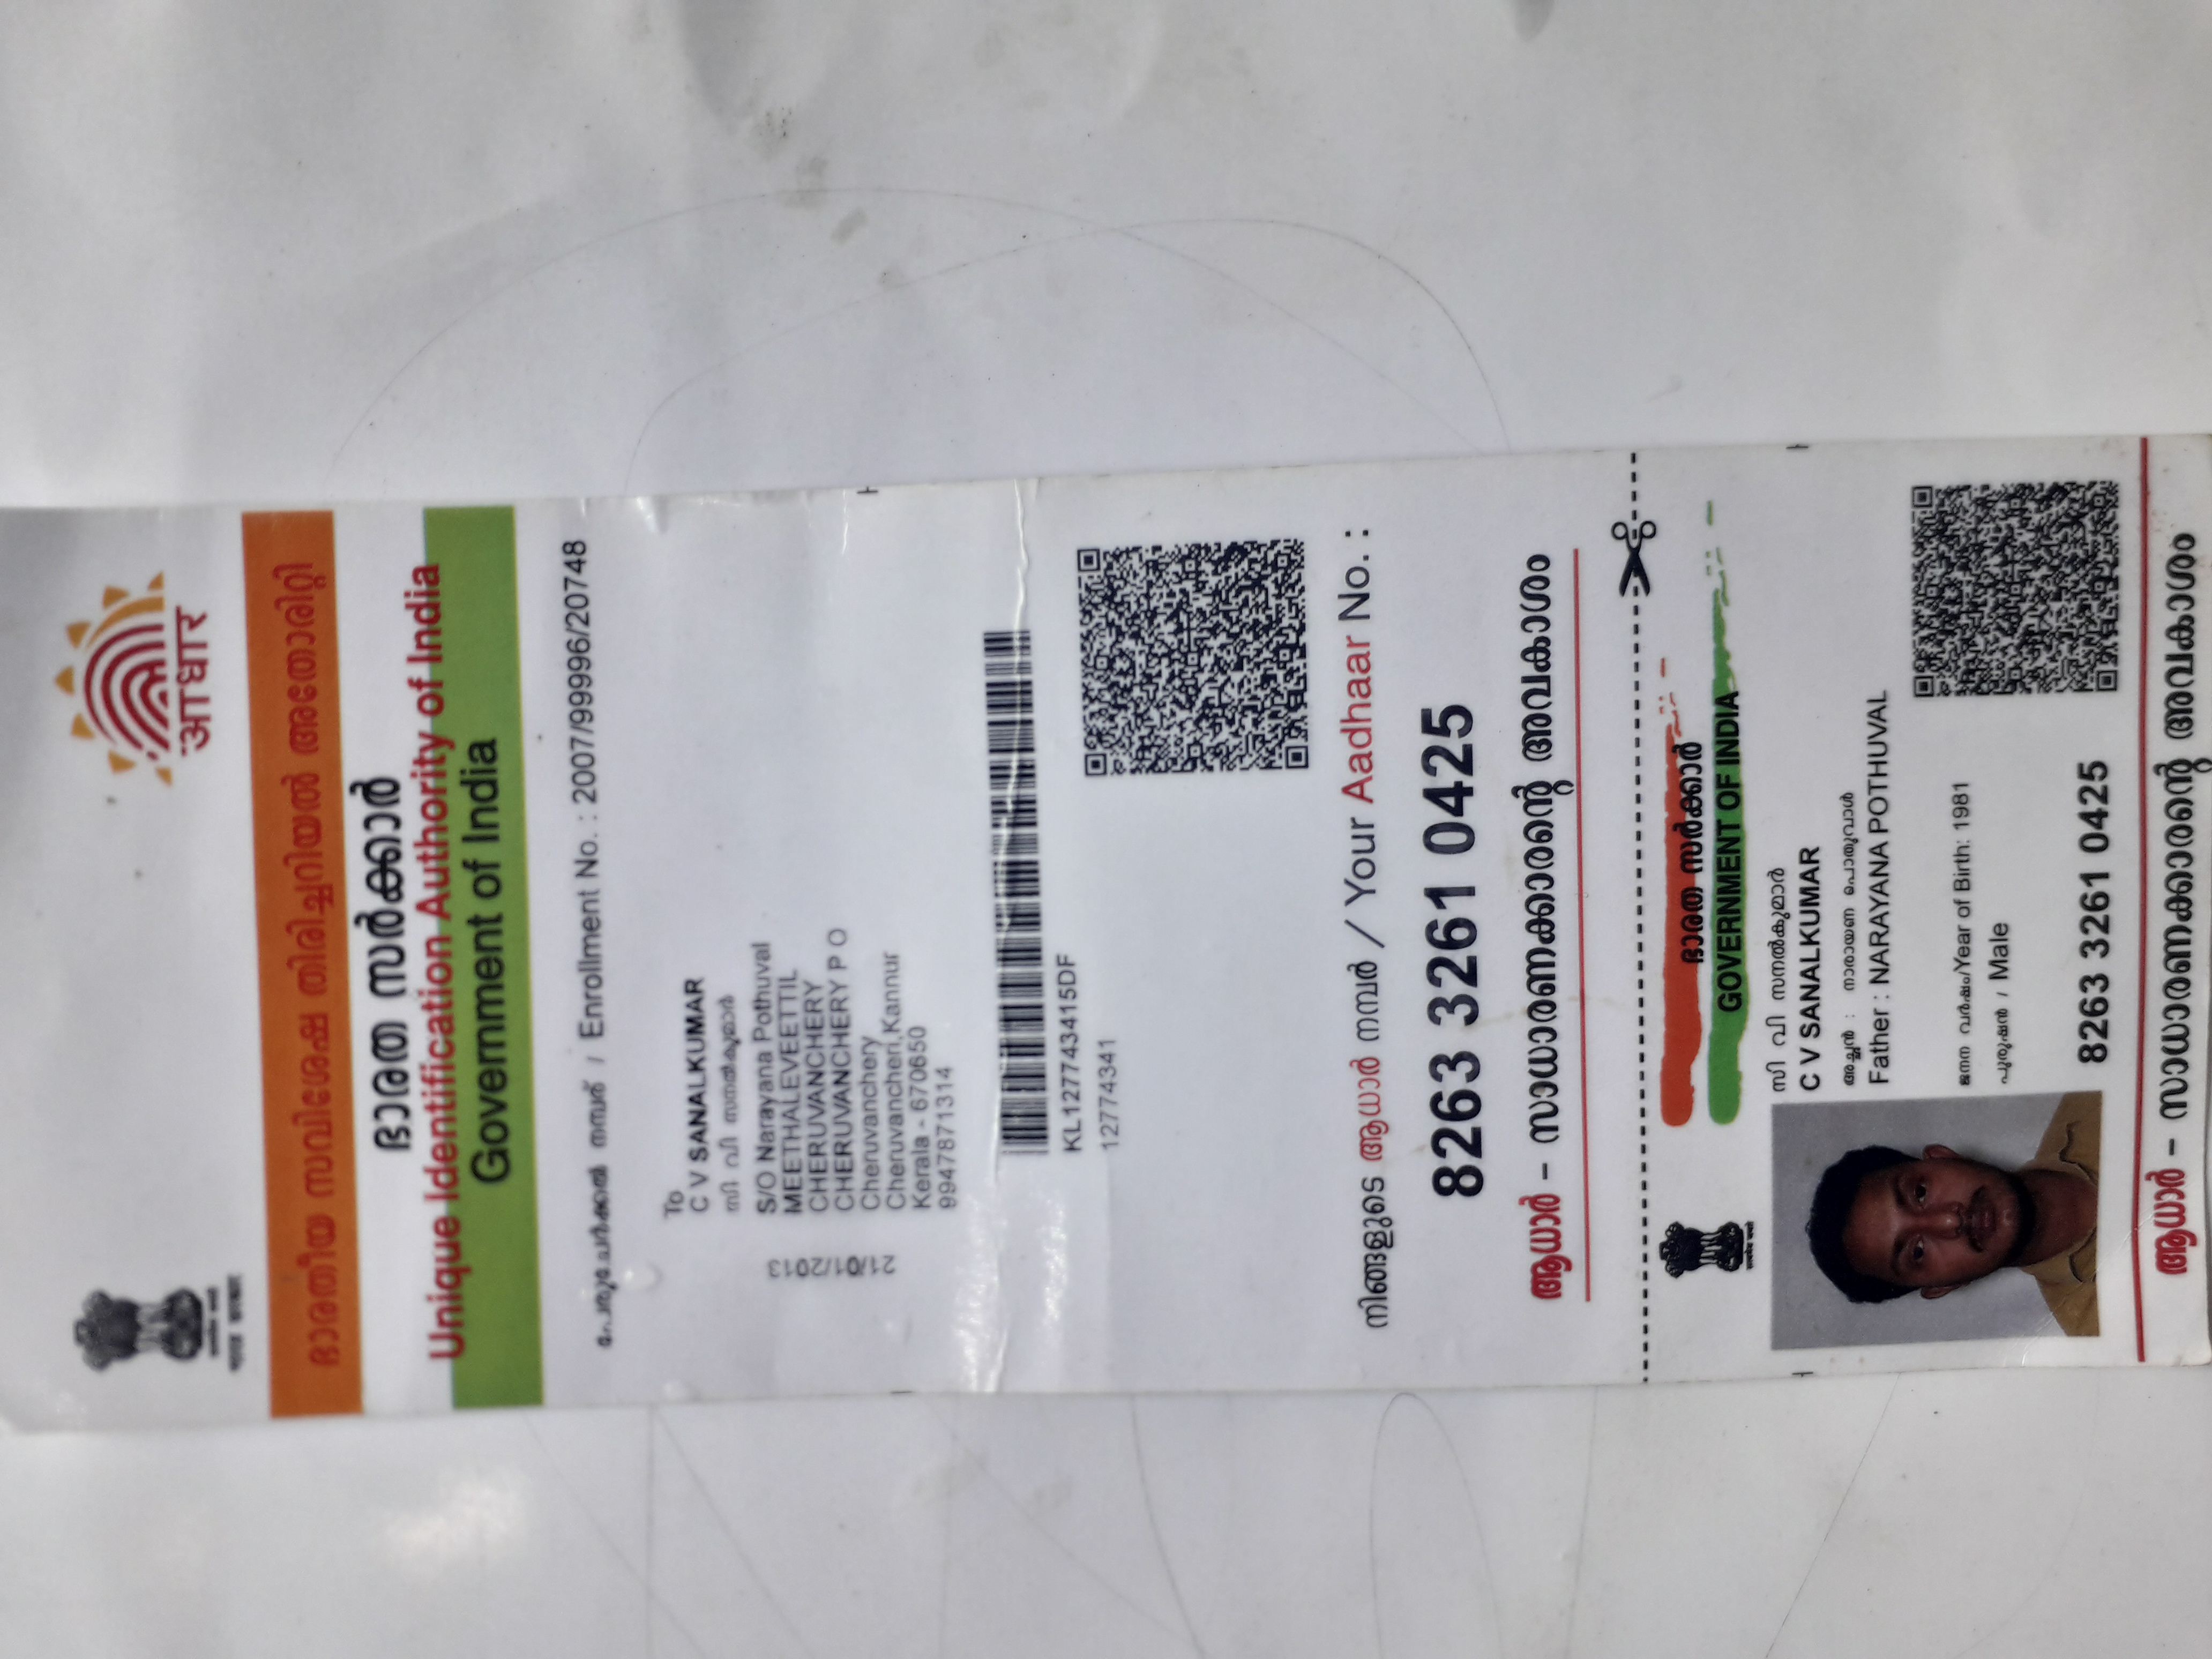 आधार
ഭാരതീയ സവിശേഷ തിരിച്ചറിയൽ അതോരിറ്റി
ഭാരത സർക്കാർ
Unique Identification Authority of India
Government of India
പേരുചേർക്കൽ നമ്പര് / Enrollment No. : 2007/99996/20748
To
C V SANALKUMAR
സി വി സനൽകുമാർ
S/O Narayana Pothuval
MEETHALEVEETTIL
CHERUVANCHERY
CHERUVANCHERY P O
Cheruvanchery
Cheruvancheri,Kannur
Kerala - 670650
9947871314
21/01/2013
KL127743415DF
12774341
നിങ്ങളുടെ ആധാർ നമ്പർ / Your Aadhaar No. :
8263 3261 0425
ആധാർ – സാധാരണക്കാരന്റെ അവകാശം
ഭാരത സർക്കാർ
GOVERNMENT OF INDIA
സി വി സനൽകുമാർ
C V SANALKUMAR
അച്ഛൻ : നാരായണ പൊതുവാൾ
Father : NARAYANA POTHUVAL
ജനന വർഷം/Year of Birth: 1981
പുരുഷൻ / Male
8263 3261 0425
ആധാർ – സാധാരണക്കാരന്റെ അവകാശം